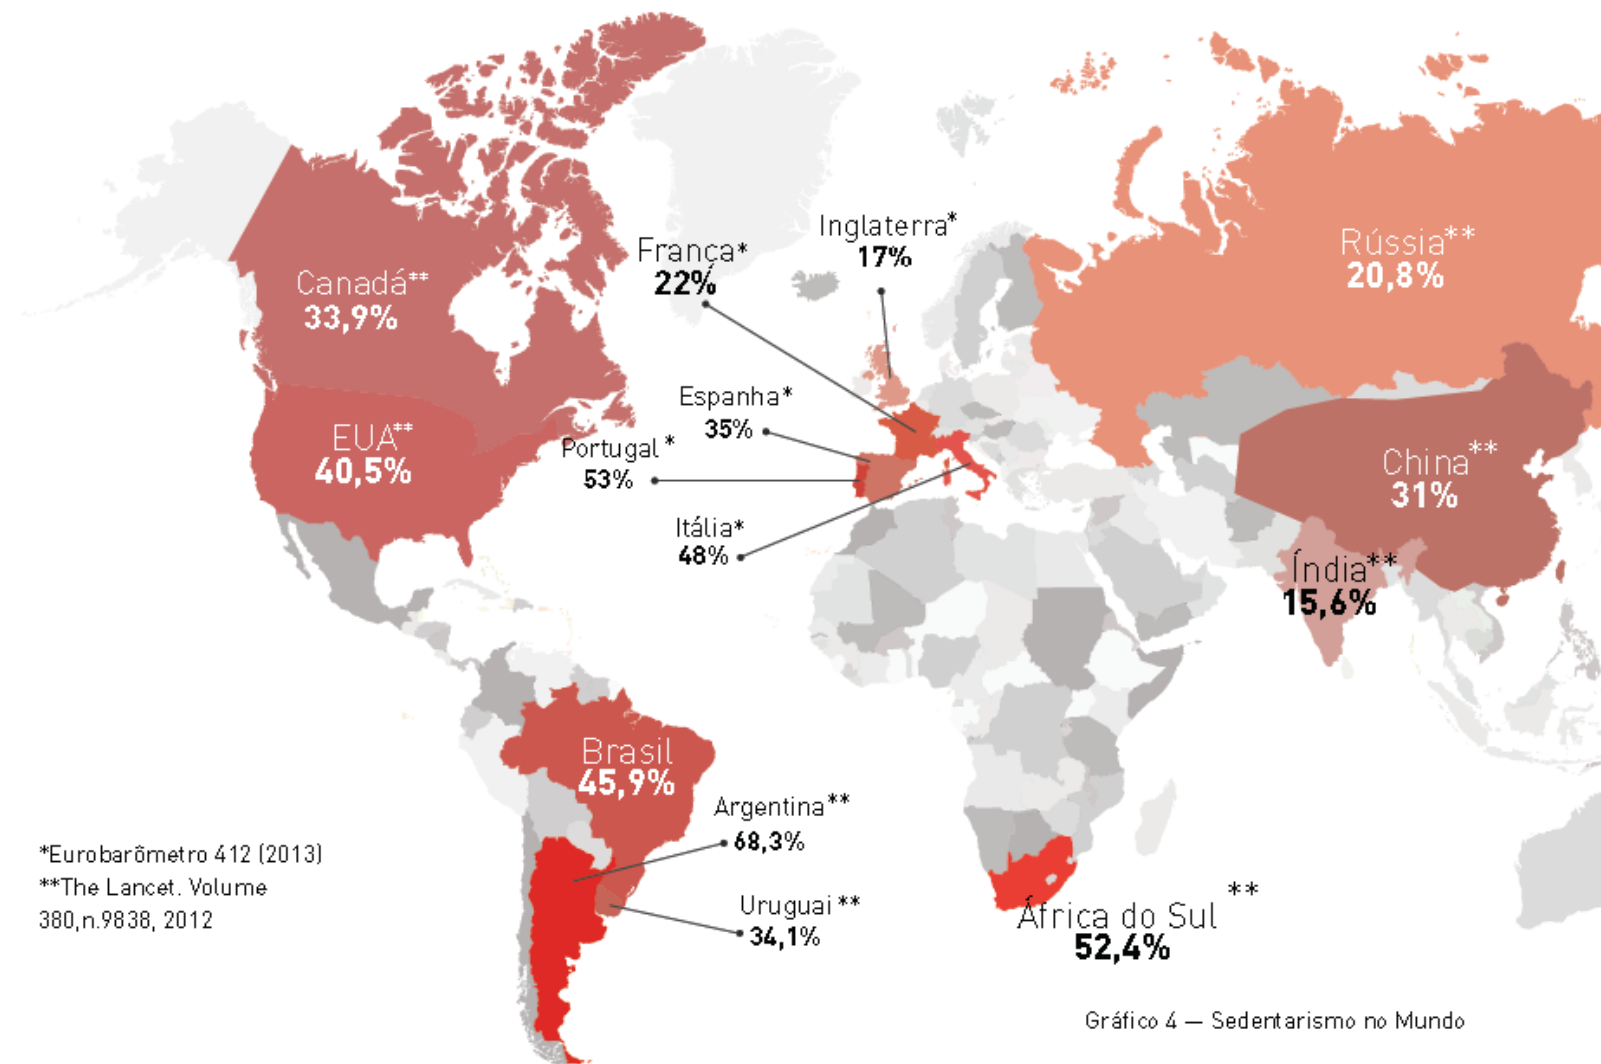 Inglaterra*
17%
França*
22%
Rússia**
20,8%
Canadá**
33,9%
Espanha*
35%
EUA**
40,5%
Portugal*
53%
China**
31%
Itália*
48%
Índia**
15,6%
Brasil
45,9%
Argentina**
68,3%
*Eurobarômetro 412 (2013)
**The Lancet. Volume
380,n.9838, 2012
Uruguai**
34,1%
África do Sul**
52,4%
Gráfico 4 — Sedentarismo no Mundo